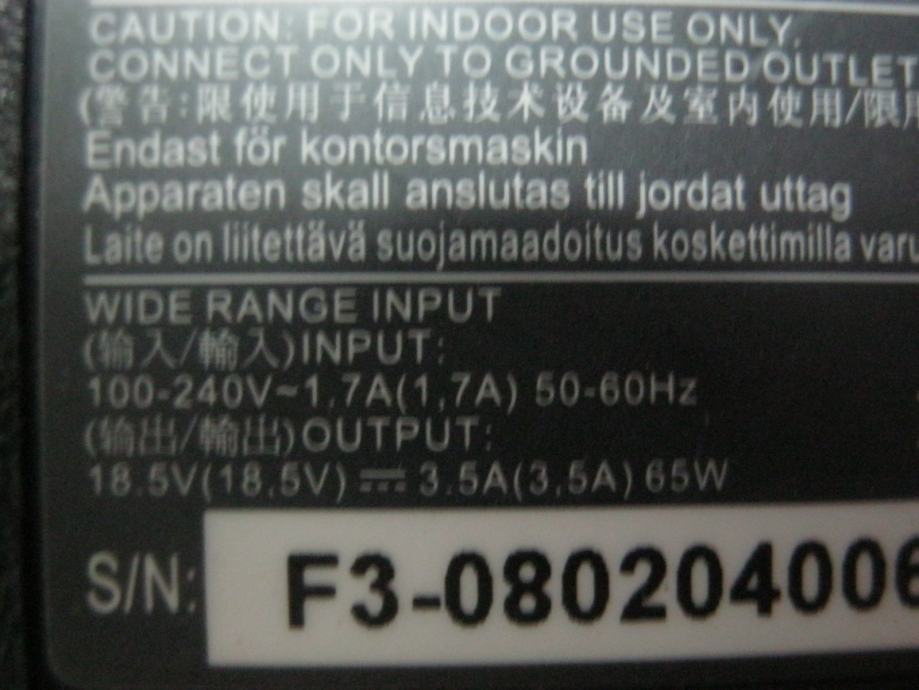 CAUTION: FOR INDOOR USE ONLY.
CONNECT ONLY TO GROUNDED OUTLET
(警告:限使用于信息技术设备及室内使用/限用
Endast för kontorsmaskin
Apparaten skall anslutas till jordat uttag
Laite on liitettävä suojamaadoitus koskettimilla varu
WIDE RANGE INPUT
(输入/輸入)INPUT:
100-240V~1.7A(1,7A) 50-60Hz
(输出/輸出)OUTPUT:
18.5V(18,5V) ⎓ 3.5A(3,5A) 65W
S/N: F3-080204006